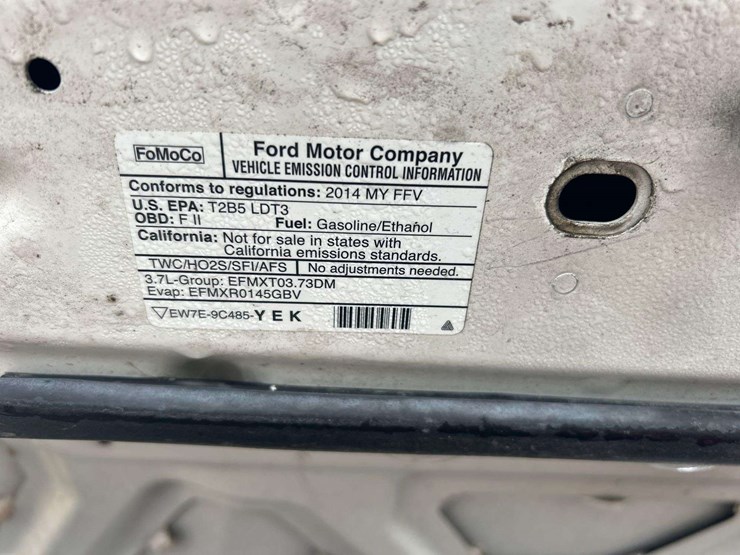 FoMoCo
Ford Motor Company
VEHICLE EMISSION CONTROL INFORMATION
Conforms to regulations: 2014 MY FFV
U.S. EPA: T2B5 LDT3
OBD: F II Fuel: Gasoline/Ethanol
California: Not for sale in states with
California emissions standards.
TWC/HO2S/SFI/AFS No adjustments needed.
3.7L-Group: EFMXT03.73DM
Evap: EFMXR0145GBV
EW7E-9C485-YEK